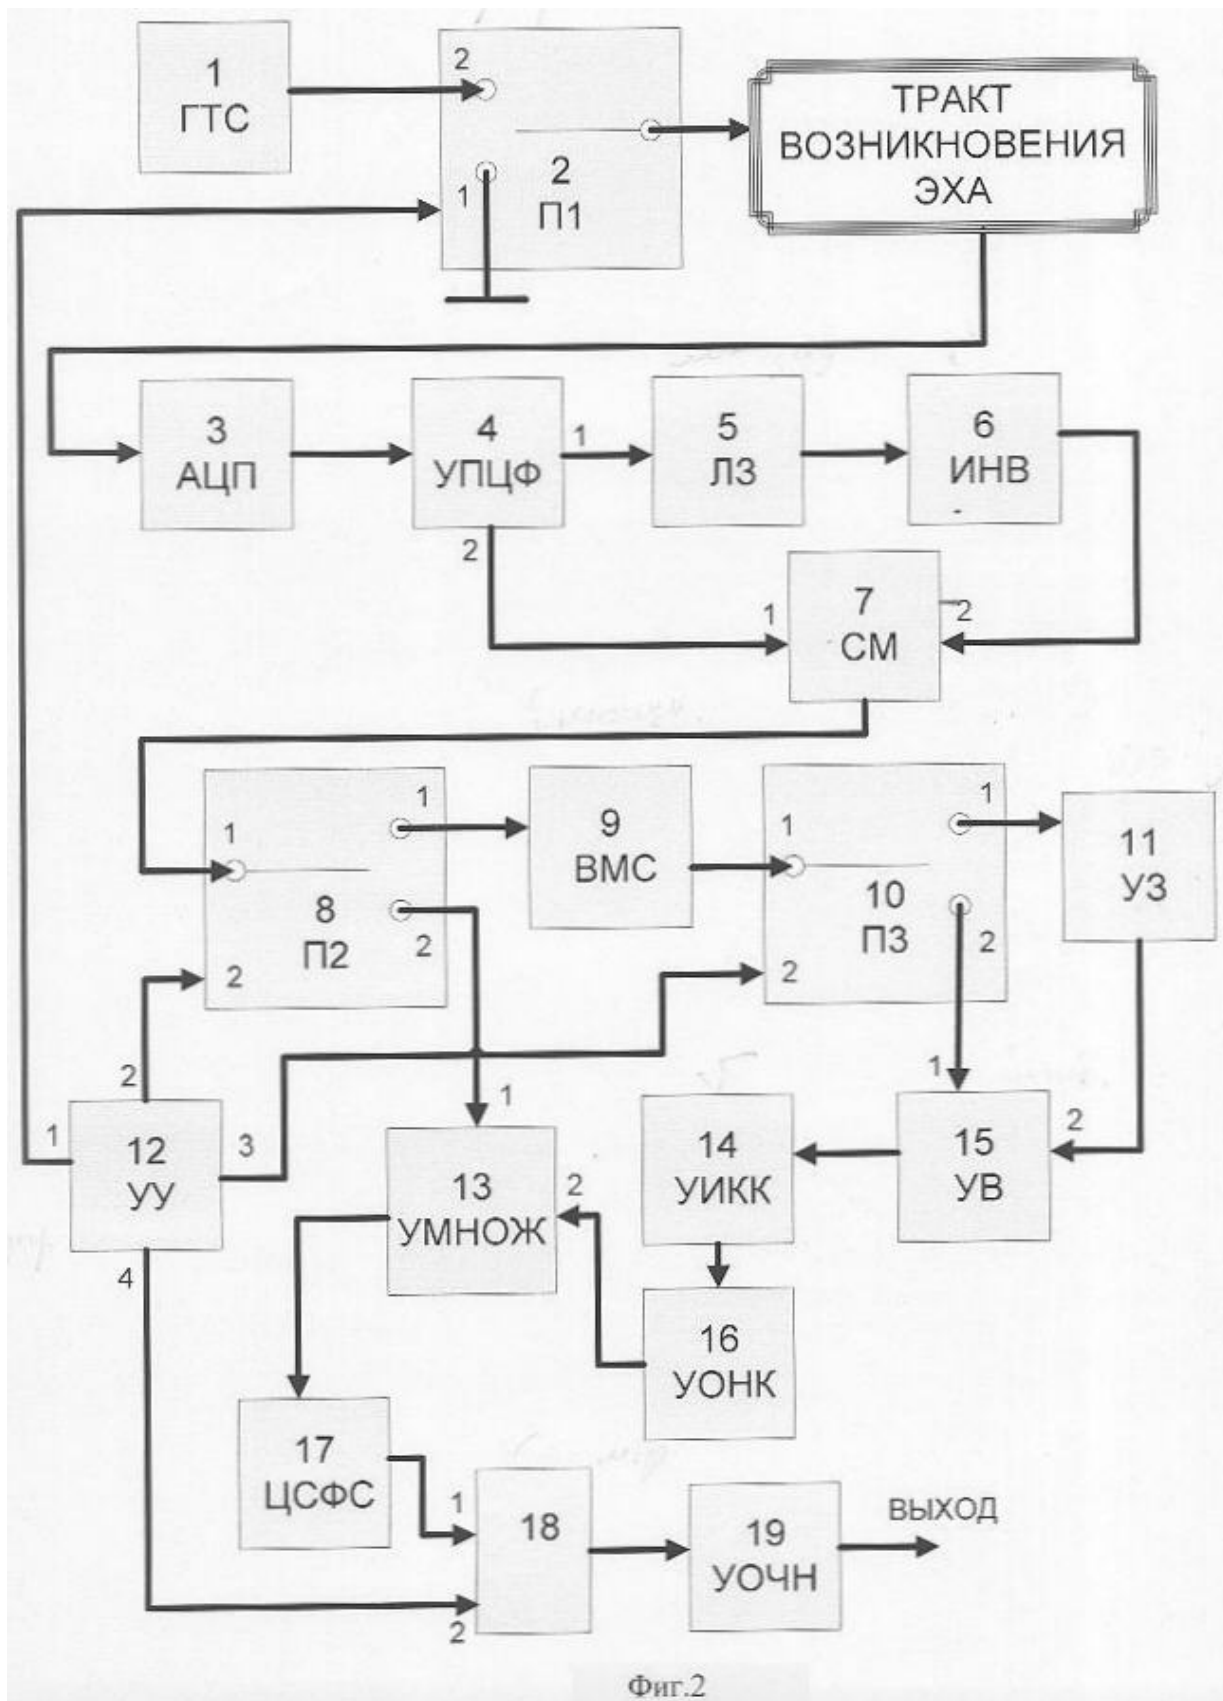 1
ГТС
2
1
2
П1
ТРАКТ
ВОЗНИКНОВЕНИЯ
ЭХА
3
АЦП
4
УПЦФ
1
2
5
ЛЗ
6
ИНВ
7
СМ
1
2
1
2
8
П2
1
2
9
ВМС
1
2
10
П3
1
2
11
УЗ
12
УУ
1
2
3
4
13
УМНОЖ
1
2
14
УИКК
15
УВ
1
2
16
УОНК
17
ЦСФС
1
2
18
19
УОЧН
ВЫХОД
Фиг.2